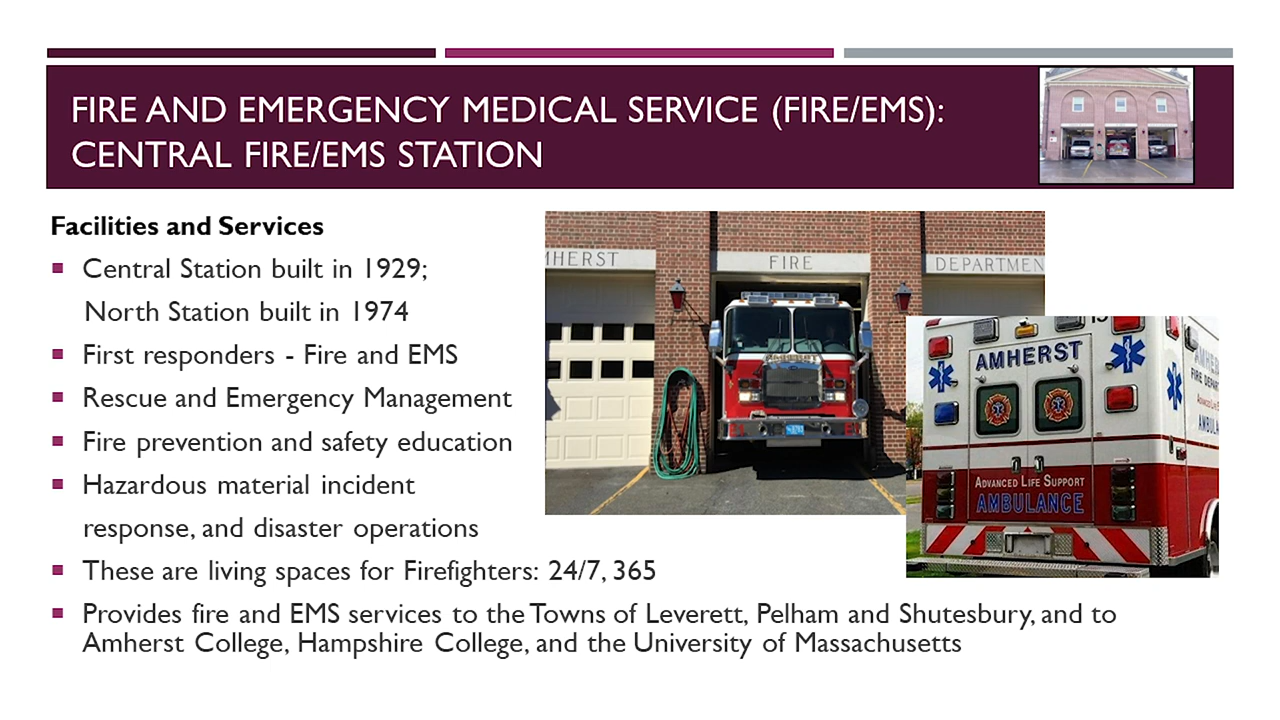 FIRE AND EMERGENCY MEDICAL SERVICE (FIRE/EMS):
CENTRAL FIRE/EMS STATION
Facilities and Services
Central Station built in 1929;
North Station built in 1974
First responders - Fire and EMS
Rescue and Emergency Management
Fire prevention and safety education
Hazardous material incident
response, and disaster operations
These are living spaces for Firefighters: 24/7, 365
Provides fire and EMS services to the Towns of Leverett, Pelham and Shutesbury, and to
Amherst College, Hampshire College, and the University of Massachusetts
MHERST
FIRE
DEPARTMEN
AMHERST
ADVANCED LIFE SUPPORT
AMBULANCE